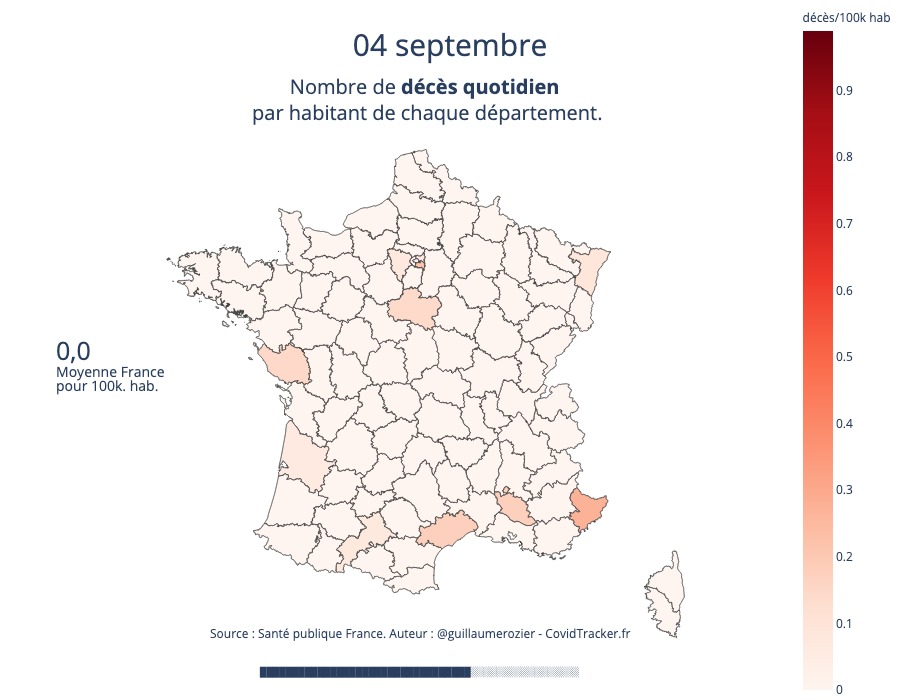 décès/100k hab
04 septembre
Nombre de décès quotidien
par habitant de chaque département.
0.9
0.8
0.7
0.6
0.5
0.4
0.3
0.2
0.1
0
0,0
Moyenne France
pour 100k. hab.
Source : Santé publique France. Auteur : @guillaumerozier - CovidTracker.fr